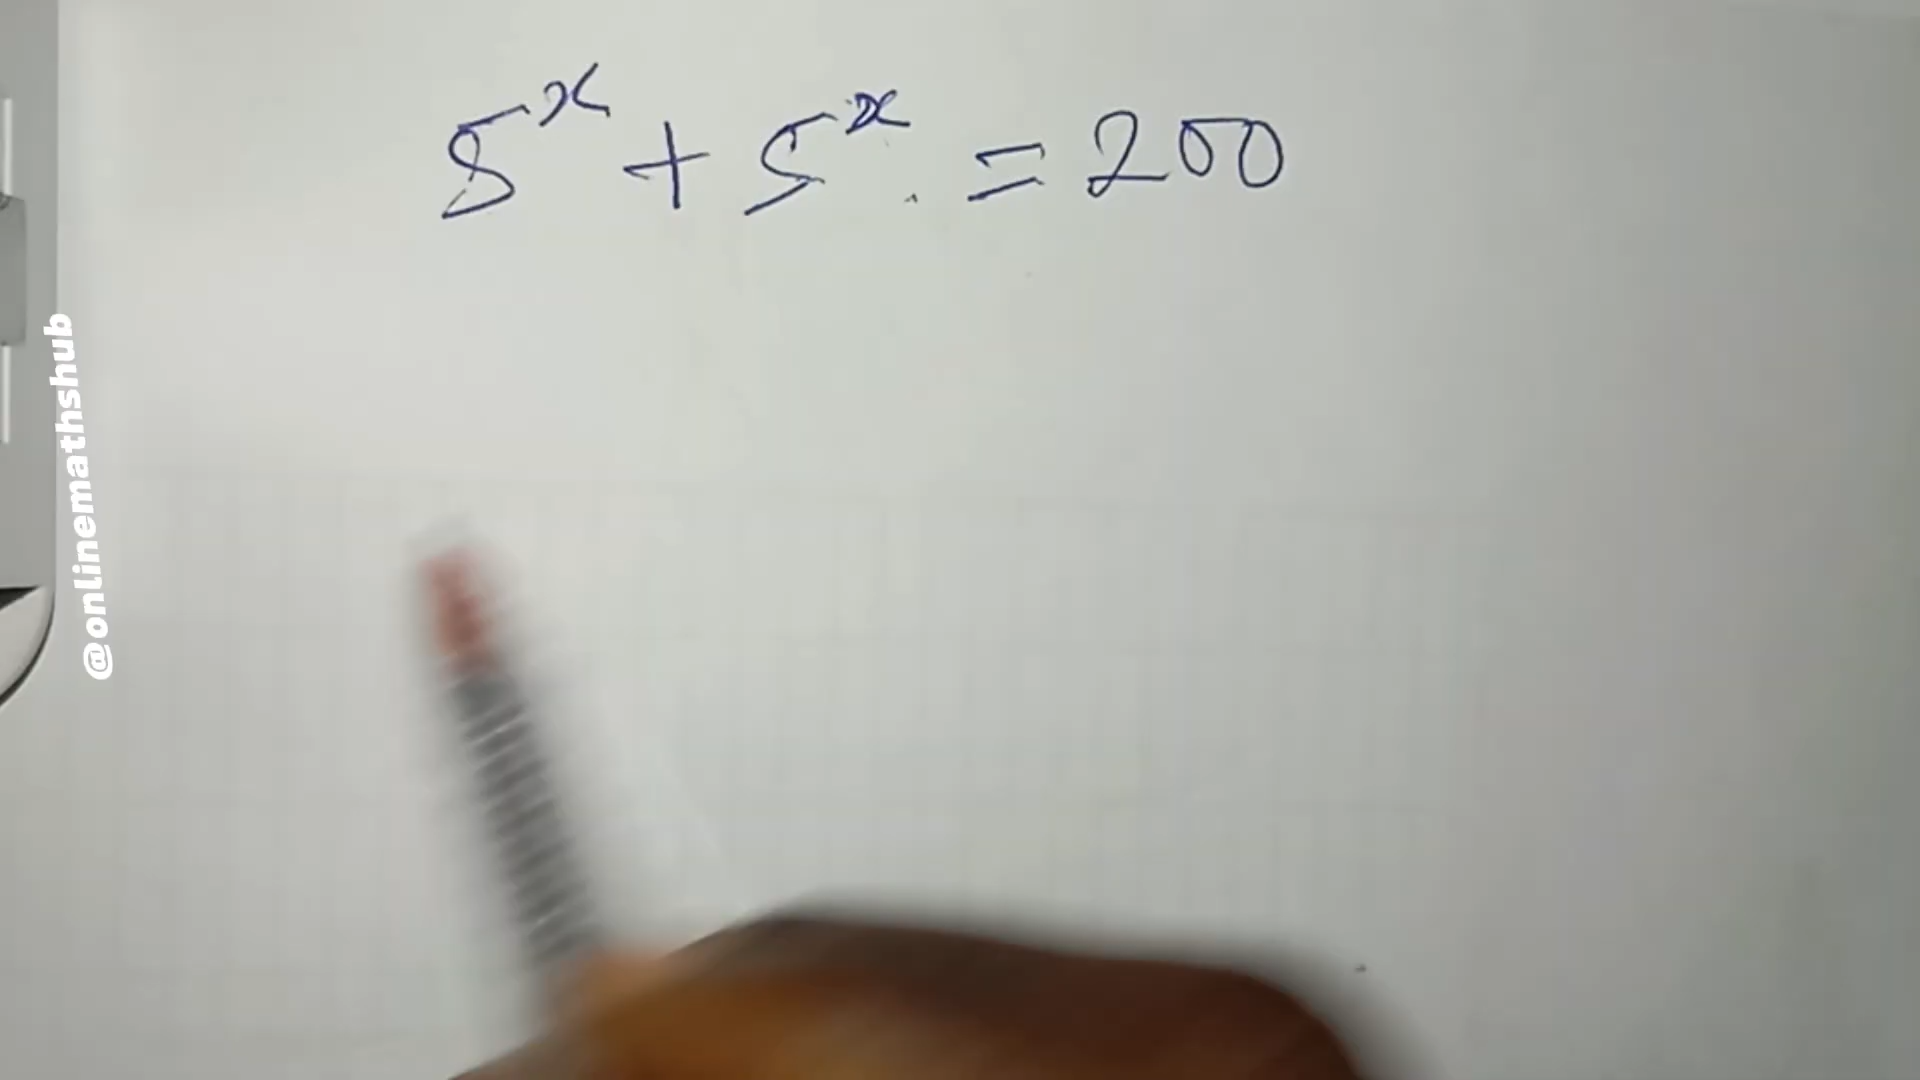 5^x + 5^x = 200
@onlinemathshub